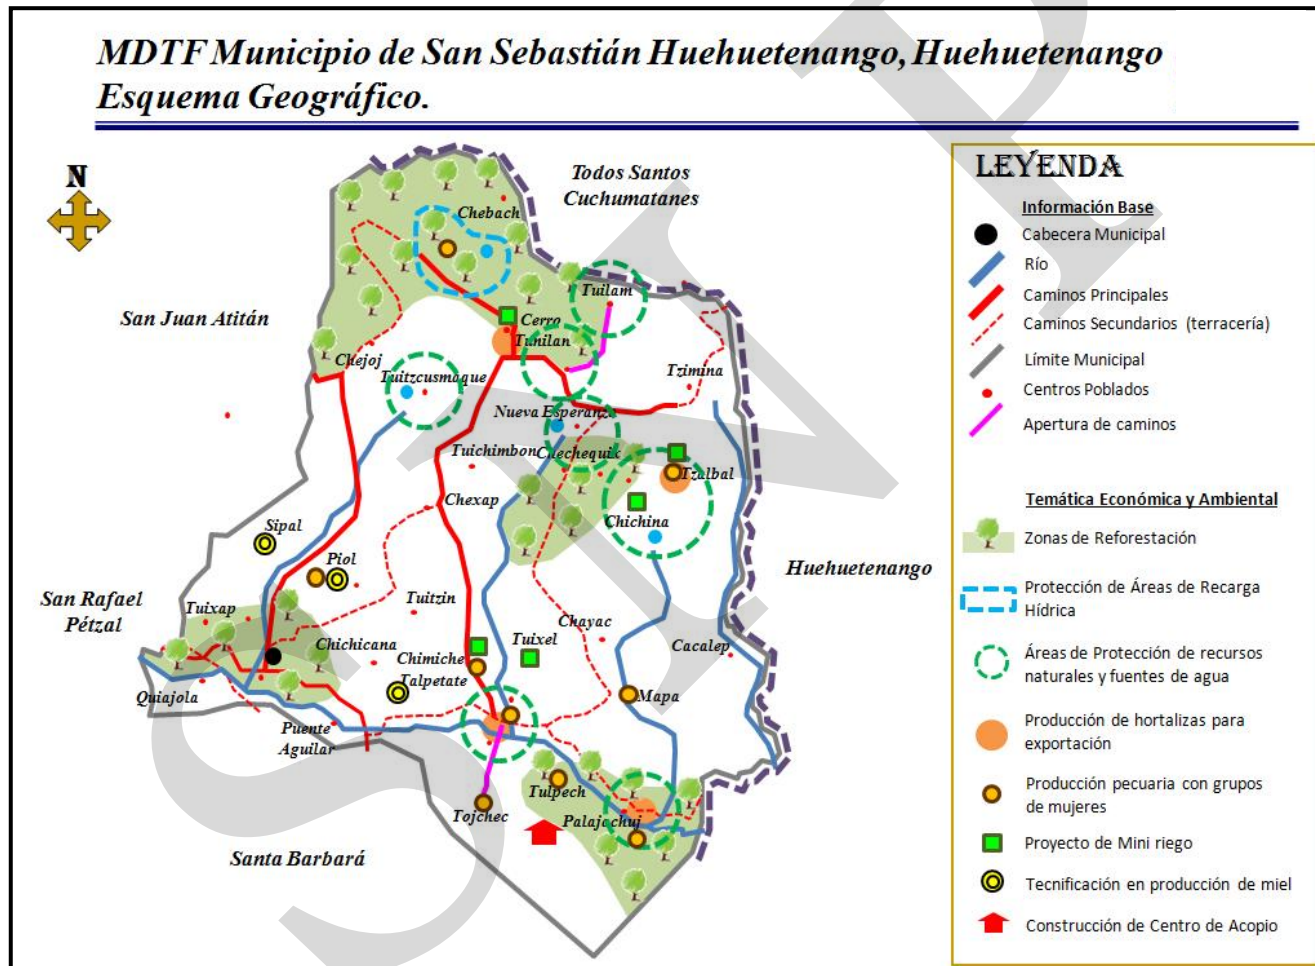 MDTF Municipio de San Sebastián Huehuetenango, Huehuetenango
Esquema Geográfico.
N
Todos Santos
Cuchumatanes
Chebach
Tuilam
San Juan Atitán
Cerro
Tunilan
Chejoj
Tuitzcusmaque
Tzimina
Nueva Esperanza
Tuichimbon
Cuechequix
Tzalbal
Chexap
Chichina
Sipal
Piol
Huehuetenango
San Rafael
Pétzal
Tuixap
Tuitzin
Chayac
Tuixel
Chichicana
Chimiche
Cacalep
Talpetate
Quiajola
Mapa
Puente
Aguilar
Tulpech
Tojchec
Palajachuj
Santa Barbará
LEYENDA
Información Base
Cabecera Municipal
Río
Caminos Principales
Caminos Secundarios (terracería)
Límite Municipal
Centros Poblados
Apertura de caminos
Temática Económica y Ambiental
Zonas de Reforestación
Protección de Áreas de Recarga
Hídrica
Áreas de Protección de recursos
naturales y fuentes de agua
Producción de hortalizas para
exportación
Producción pecuaria con grupos
de mujeres
Proyecto de Mini riego
Tecnificación en producción de miel
Construcción de Centro de Acopio